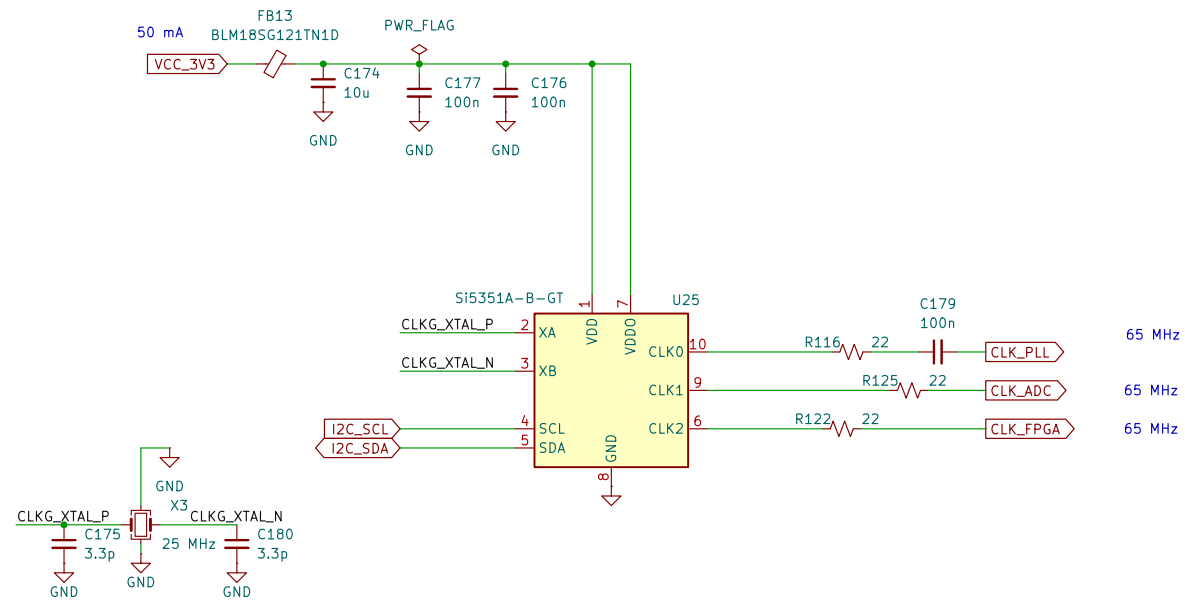 FB13
50 mA
BLM18SG121TN1D
PWR_FLAG
VCC_3V3
C174
10u
C177
100n
C176
100n
GND
GND
GND
Si5351A-B-GT
1
7
U25
CLKG_XTAL_P
2
XA
VDD
VDDO
CLKG_XTAL_N
3
XB
CLK0
10
R116
22
C179
100n
CLK_PLL
65 MHz
CLK1
9
R125
22
CLK_ADC
65 MHz
I2C_SCL
4
SCL
CLK2
6
R122
22
CLK_FPGA
65 MHz
I2C_SDA
5
SDA
GND
8
GND
X3
CLKG_XTAL_P
CLKG_XTAL_N
C175
3.3p
25 MHz
C180
3.3p
GND
GND
GND